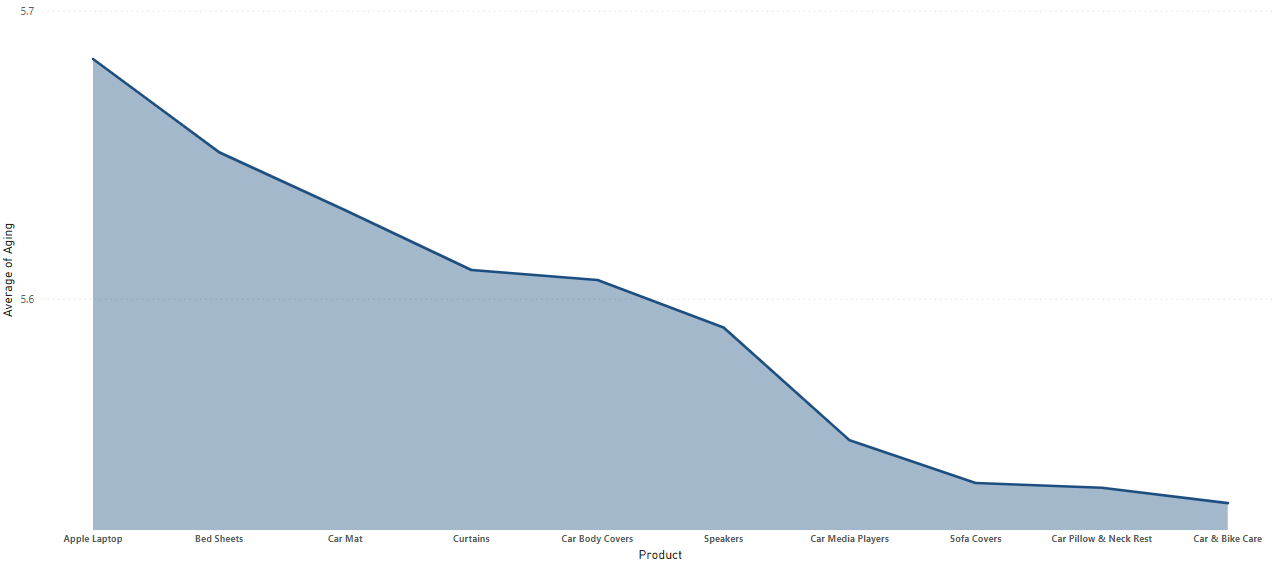 5.7
5.6
Average of Aging
Apple Laptop
Bed Sheets
Car Mat
Curtains
Car Body Covers
Speakers
Car Media Players
Sofa Covers
Car Pillow & Neck Rest
Car & Bike Care
Product